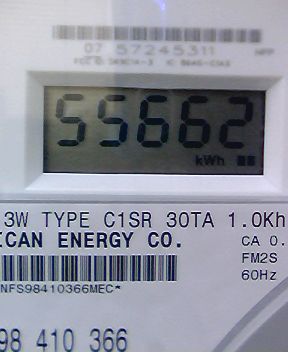 07 57245311
55662
kWh
3W TYPE C1SR 30TA 1.0Kh
ICAN ENERGY CO.
CA 0.
FM2S
60Hz
NFS98410366MEC*
98 410 366